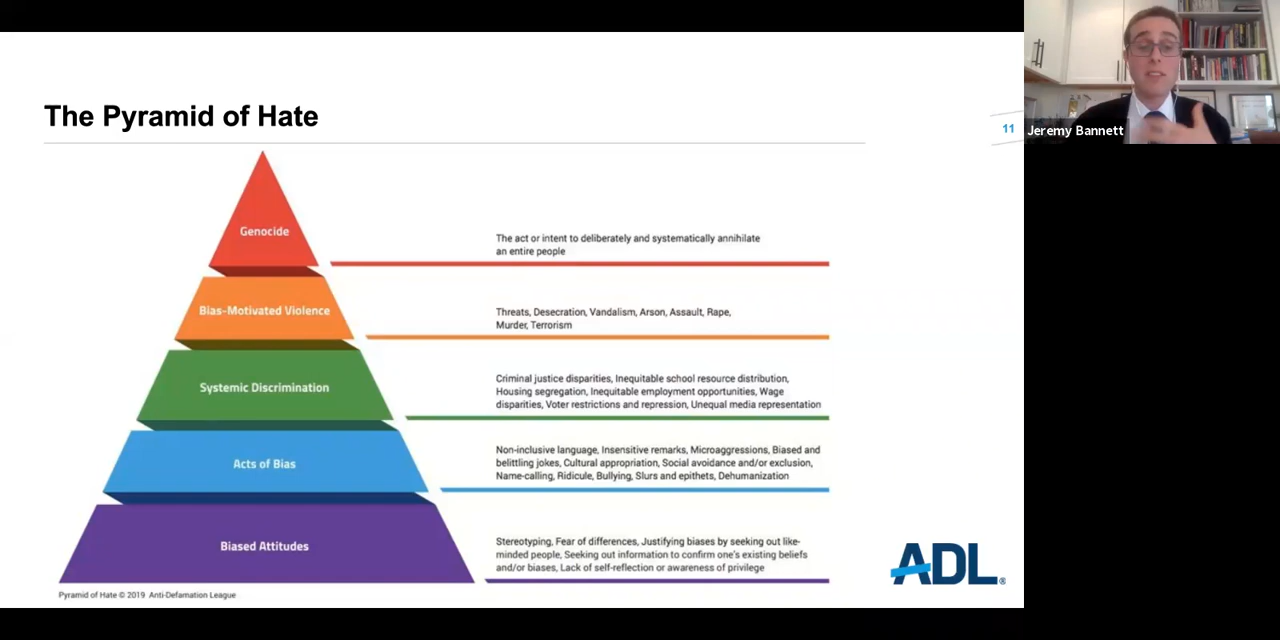 The Pyramid of Hate
11
Jeremy Bannett
Genocide
The act or intent to deliberately and systematically annihilate
an entire people
Bias-Motivated Violence
Threats, Desecration, Vandalism, Arson, Assault, Rape,
Murder, Terrorism
Systemic Discrimination
Criminal justice disparities, Inequitable school resource distribution,
Housing segregation, Inequitable employment opportunities, Wage
disparities, Voter restrictions and repression, Unequal media representation
Acts of Bias
Non-inclusive language, Insensitive remarks, Microaggressions, Biased and
belittling jokes, Cultural appropriation, Social avoidance and/or exclusion,
Name-calling, Ridicule, Bullying, Slurs and epithets, Dehumanization
Biased Attitudes
Stereotyping, Fear of differences, Justifying biases by seeking out like-
minded people, Seeking out information to confirm one's existing beliefs
and/or biases, Lack of self-reflection or awareness of privilege
ADL®
Pyramid of Hate © 2019 Anti-Defamation League